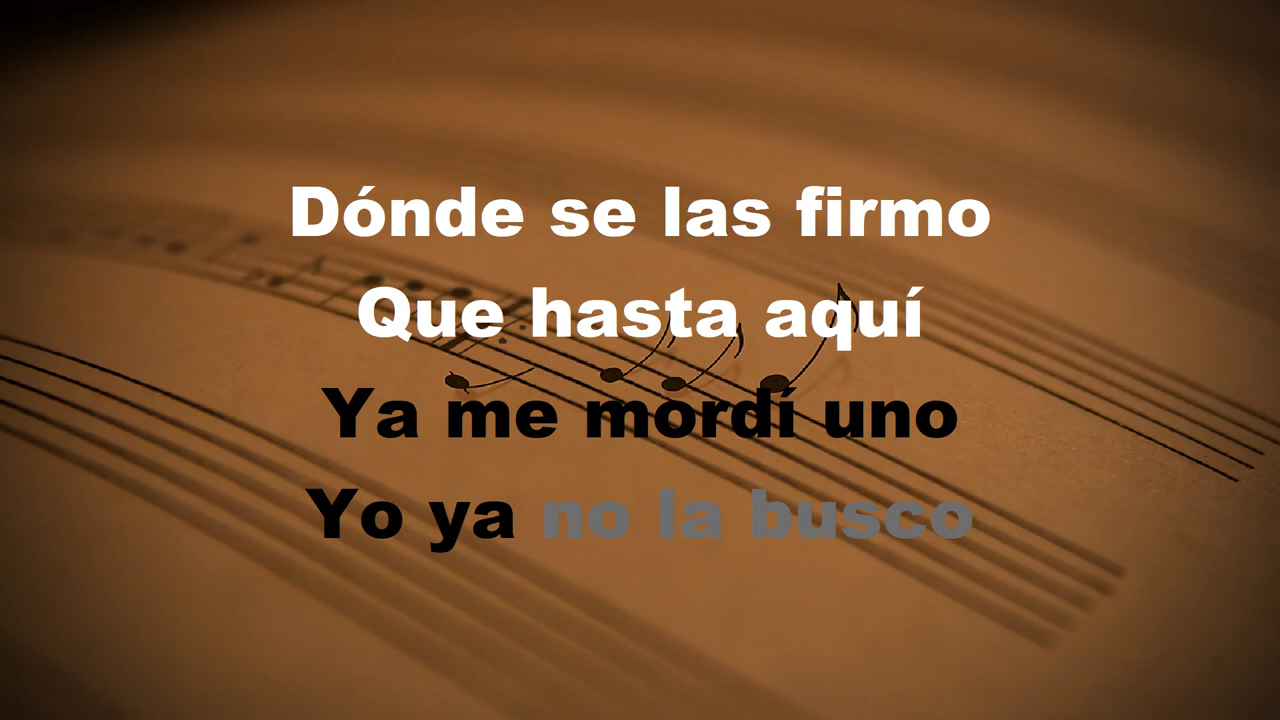 Dónde se las firmo
Que hasta aquí
Ya me mordí uno
Yo ya no la busco